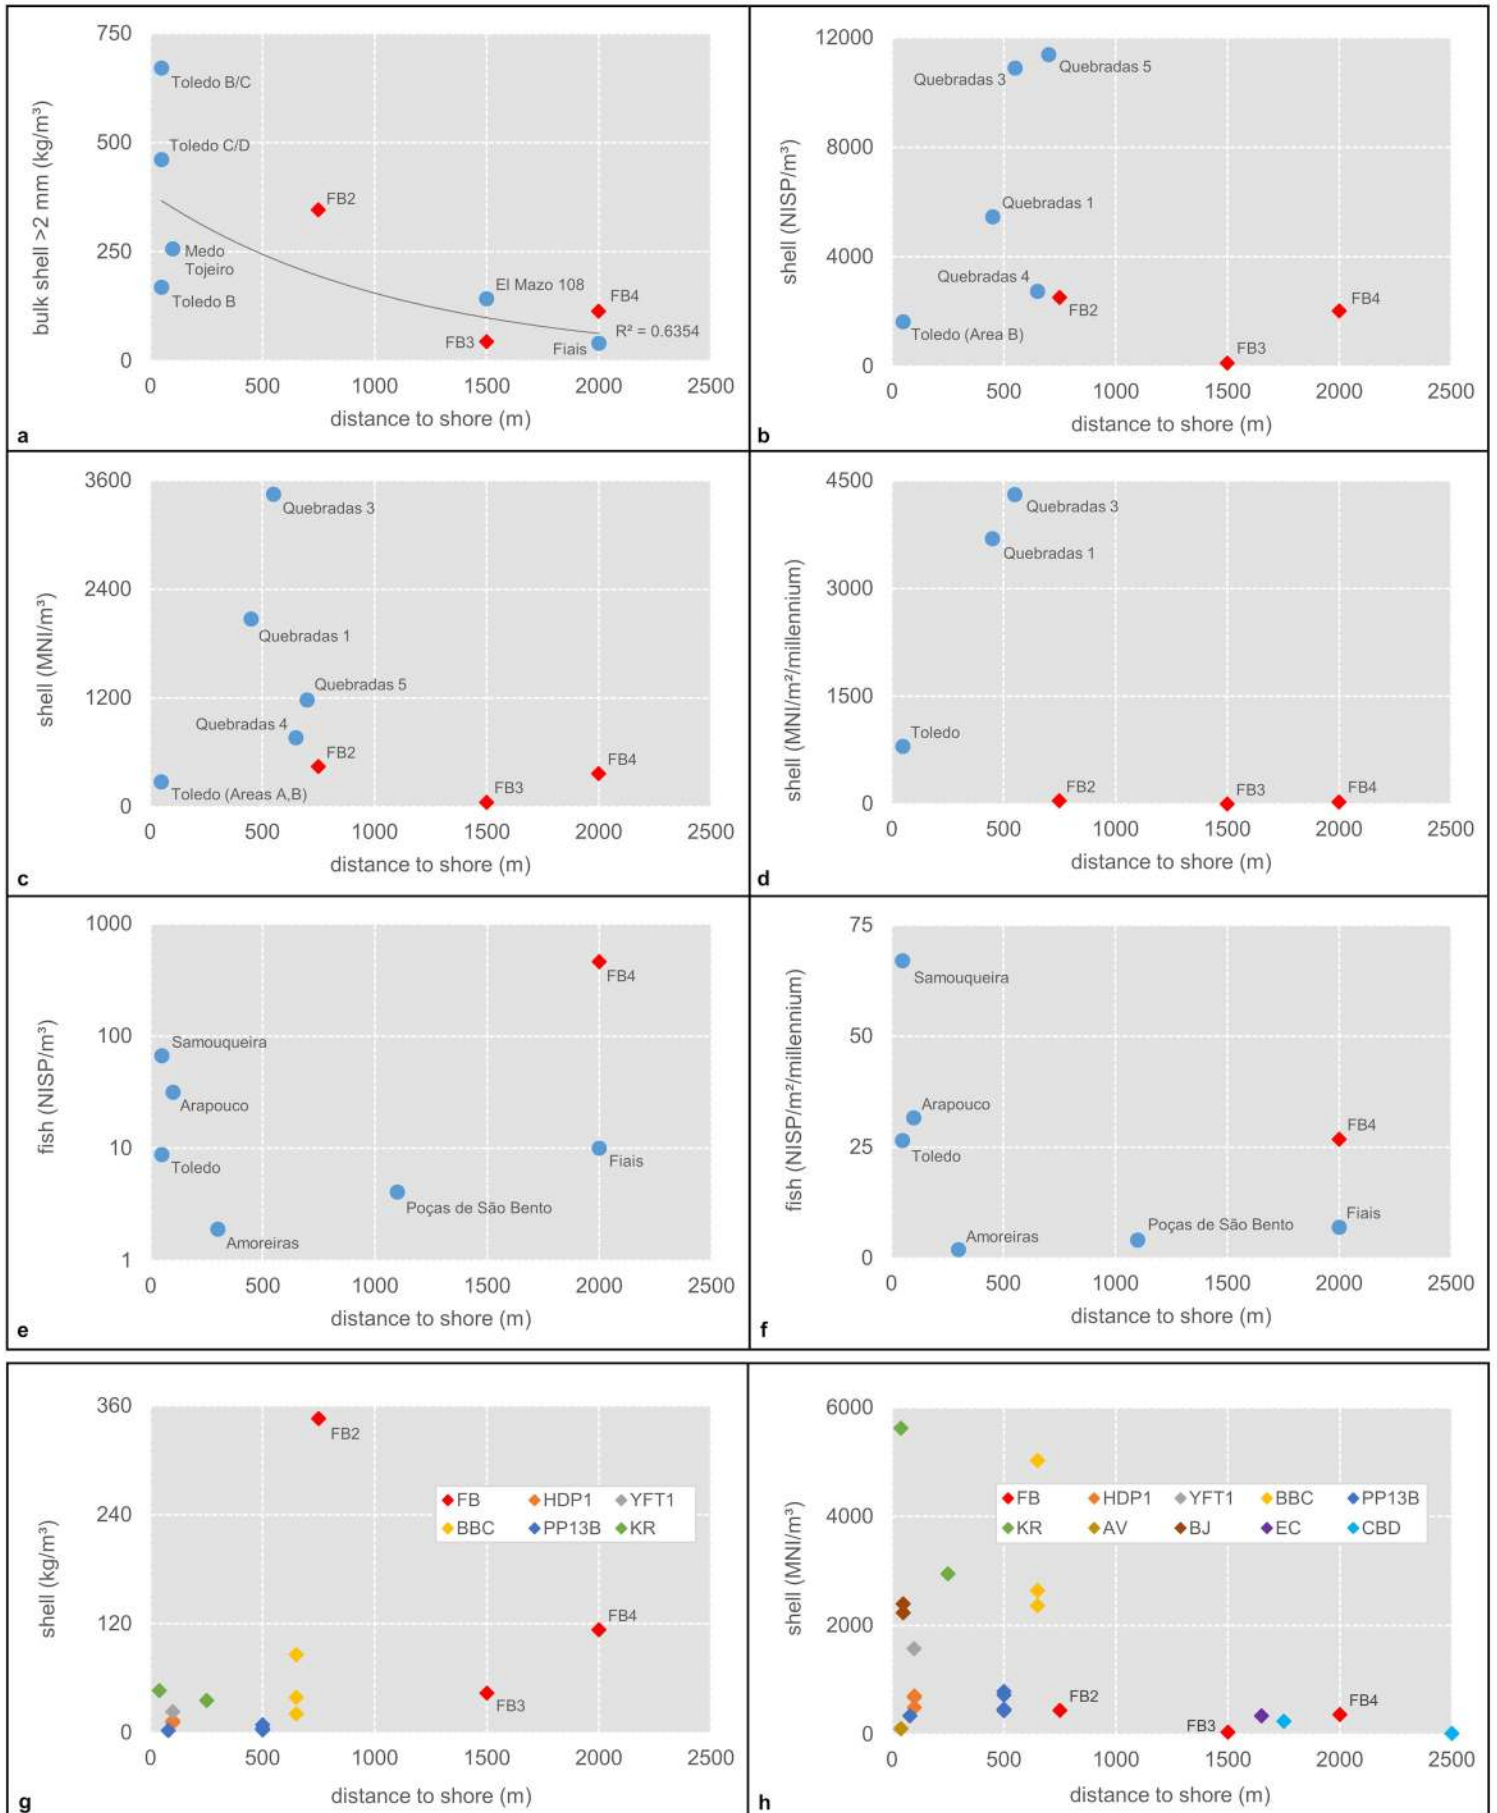 750
500
250
0
bulk shell >2 mm (kg/m³)
Toledo B/C
Toledo C/D
FB2
Medo
Tojeiro
Toledo B
El Mazo 108
FB4
R² = 0.6354
FB3
Fiais
0 500 1000 1500 2000 2500
distance to shore (m)
a
12000
8000
4000
0
shell (NISP/m³)
Quebradas 3
Quebradas 5
Quebradas 1
Quebradas 4
FB2
FB4
Toledo (Area B)
FB3
0 500 1000 1500 2000 2500
distance to shore (m)
b
3600
2400
1200
0
shell (MNI/m³)
Quebradas 3
Quebradas 1
Quebradas 5
Quebradas 4
FB2
FB4
FB3
Toledo (Areas A,B)
0 500 1000 1500 2000 2500
distance to shore (m)
c
4500
3000
1500
0
shell (MNI/m²/millennium)
Quebradas 3
Quebradas 1
Toledo
FB2
FB3
FB4
0 500 1000 1500 2000 2500
distance to shore (m)
d
1000
100
10
1
fish (NISP/m³)
FB4
Samouqueira
Arapouco
Toledo
Fiais
Poças de São Bento
Amoreiras
0 500 1000 1500 2000 2500
distance to shore (m)
e
75
50
25
0
fish (NISP/m²/millennium)
Samouqueira
Arapouco
FB4
Toledo
Fiais
Poças de São Bento
Amoreiras
0 500 1000 1500 2000 2500
distance to shore (m)
f
360
240
120
0
shell (kg/m³)
FB2
FB HDP1 YFT1
BBC PP13B KR
FB4
FB3
0 500 1000 1500 2000 2500
distance to shore (m)
g
6000
4000
2000
0
shell (MNI/m³)
FB HDP1 YFT1 BBC PP13B
KR AV BJ EC CBD
FB2
FB4
FB3
0 500 1000 1500 2000 2500
distance to shore (m)
h